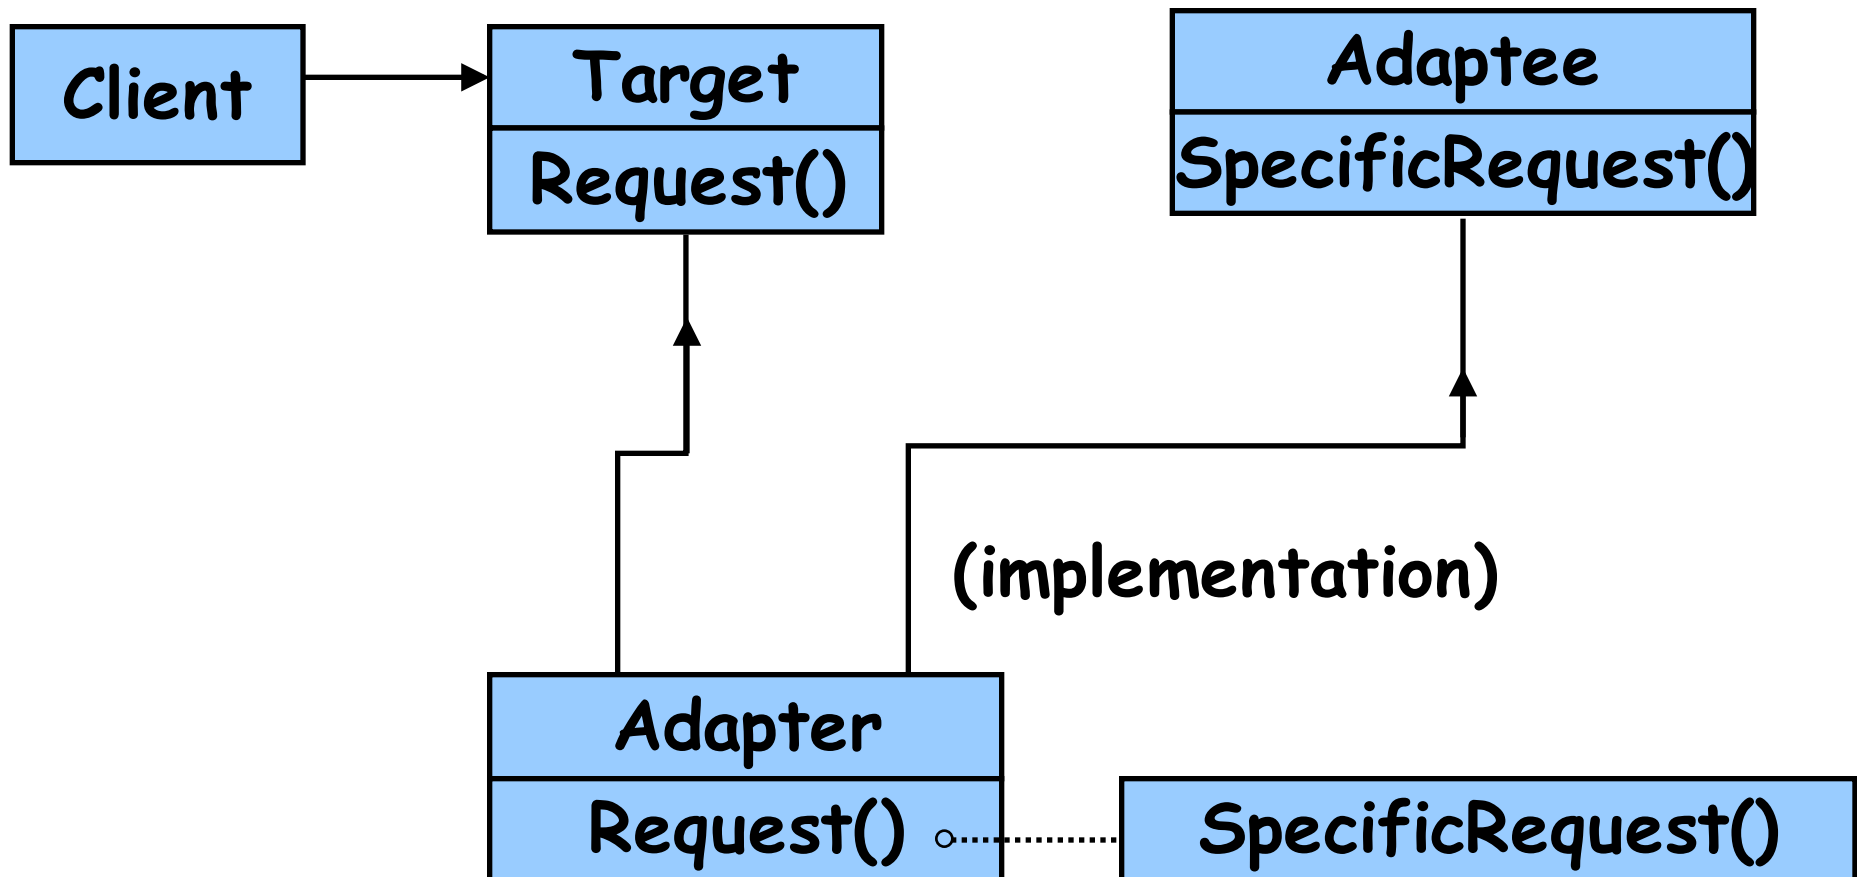 Client
Target
Request()
Adaptee
SpecificRequest()
(implementation)
Adapter
Request()
SpecificRequest()